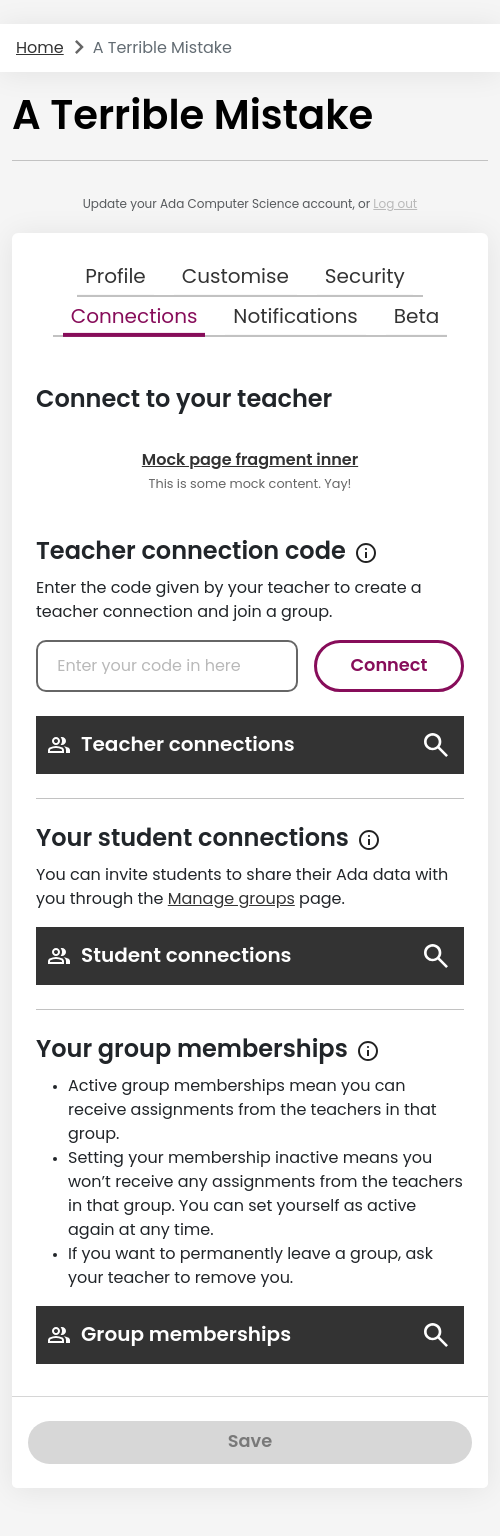 Home A Terrible Mistake
A Terrible Mistake
Update your Ada Computer Science account, or Log out
Profile Customise Security
Connections Notifications Beta
Connect to your teacher
Mock page fragment inner
This is some mock content. Yay!
Teacher connection code
Enter the code given by your teacher to create a
teacher connection and join a group.
Enter your code in here Connect
Teacher connections
Your student connections
You can invite students to share their Ada data with
you through the Manage groups page.
Student connections
Your group memberships
• Active group memberships mean you can
receive assignments from the teachers in that
group.
• Setting your membership inactive means you
won’t receive any assignments from the teachers
in that group. You can set yourself as active
again at any time.
• If you want to permanently leave a group, ask
your teacher to remove you.
Group memberships
Save